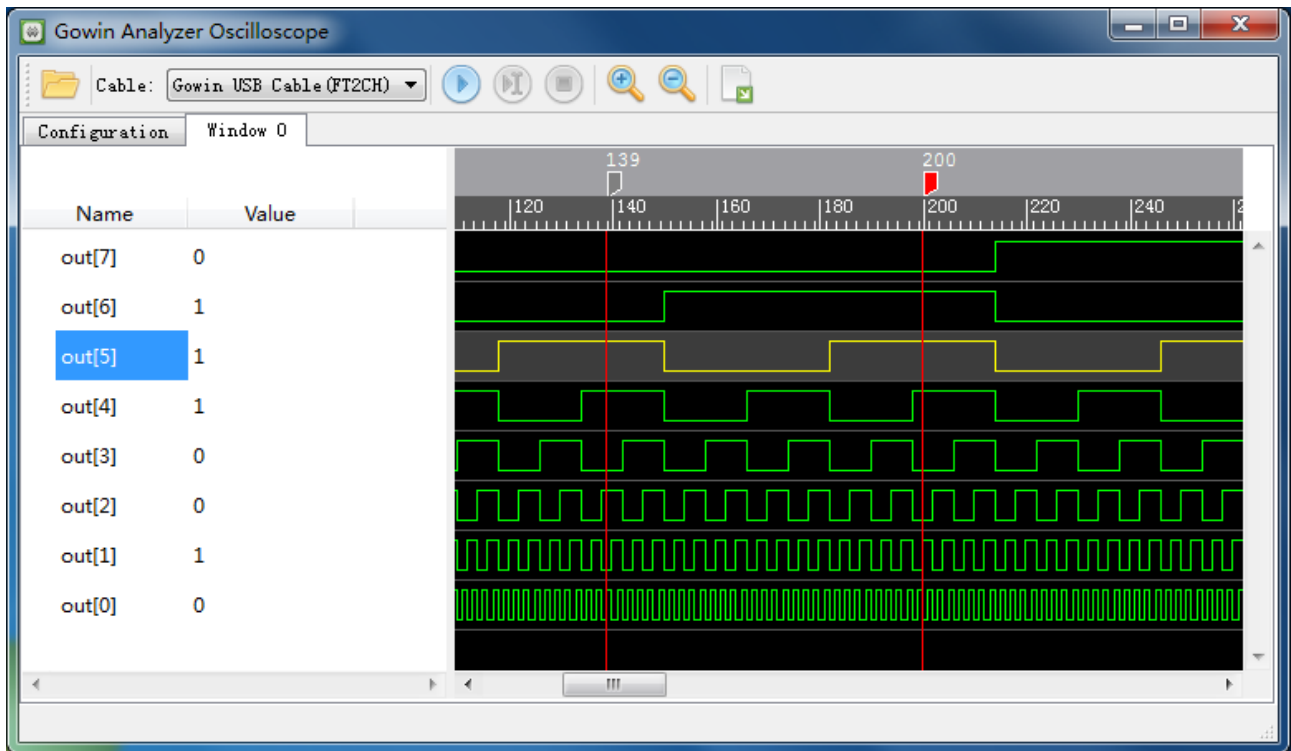 Gowin Analyzer Oscilloscope
Cable: Gowin USB Cable(FT2CH)
Configuration Window 0
139 200
Name Value |120 |140 |160 |180 |200 |220 |240 |2
out[7] 0
out[6] 1
out[5] 1
out[4] 1
out[3] 0
out[2] 0
out[1] 1
out[0] 0